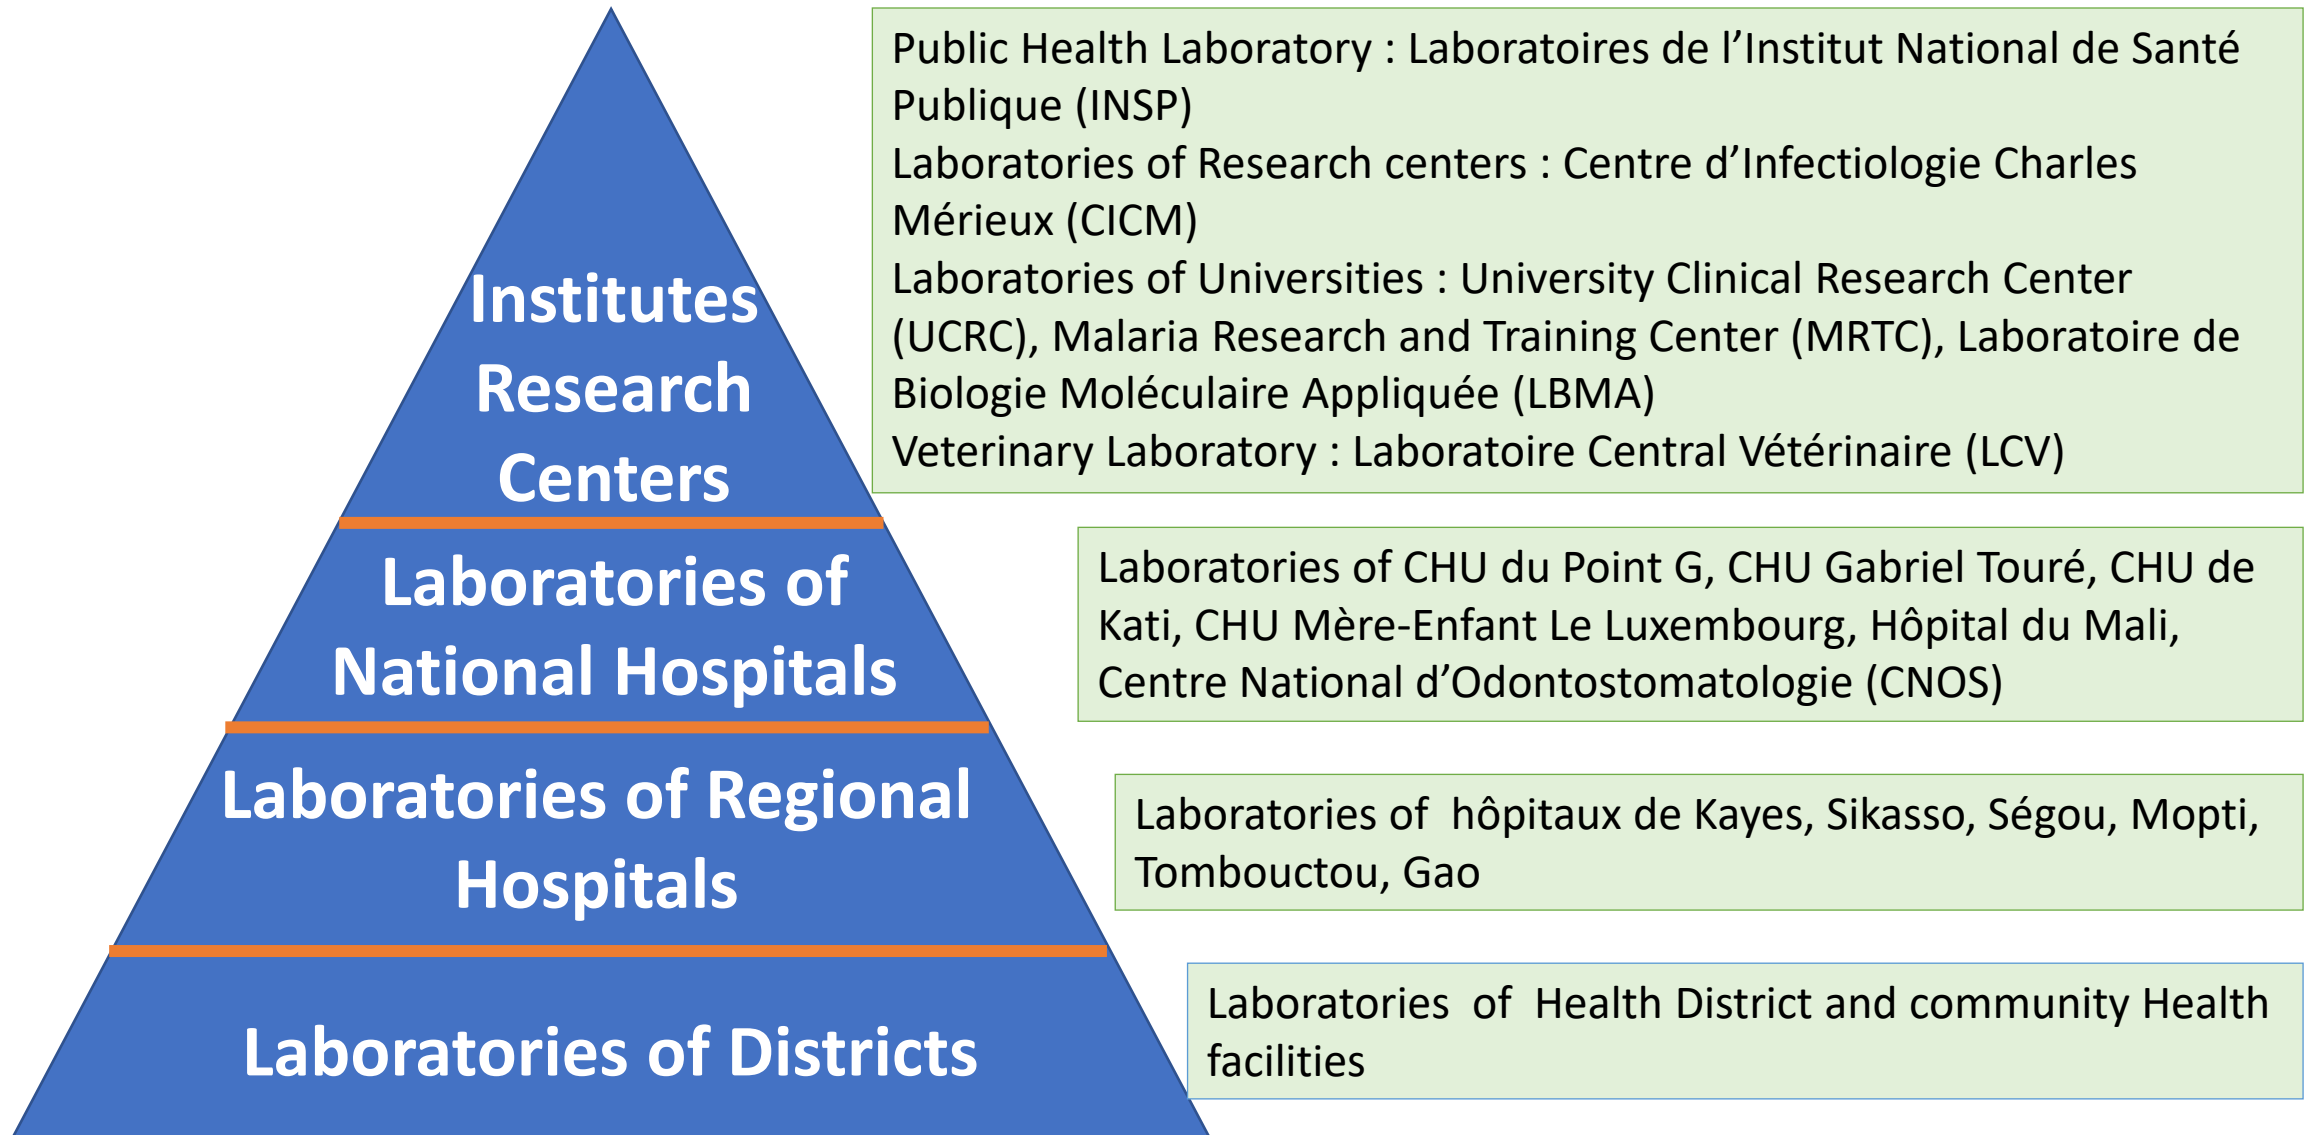 Institutes
Research
Centers
Public Health Laboratory : Laboratoires de l’Institut National de Santé
Publique (INSP)
Laboratories of Research centers : Centre d’Infectiologie Charles
Mérieux (CICM)
Laboratories of Universities : University Clinical Research Center
(UCRC), Malaria Research and Training Center (MRTC), Laboratoire de
Biologie Moléculaire Appliquée (LBMA)
Veterinary Laboratory : Laboratoire Central Vétérinaire (LCV)
Laboratories of
National Hospitals
Laboratories of CHU du Point G, CHU Gabriel Touré, CHU de
Kati, CHU Mère-Enfant Le Luxembourg, Hôpital du Mali,
Centre National d’Odontostomatologie (CNOS)
Laboratories of Regional
Hospitals
Laboratories of  hôpitaux de Kayes, Sikasso, Ségou, Mopti,
Tombouctou, Gao
Laboratories of Districts
Laboratories  of  Health District and community Health
facilities